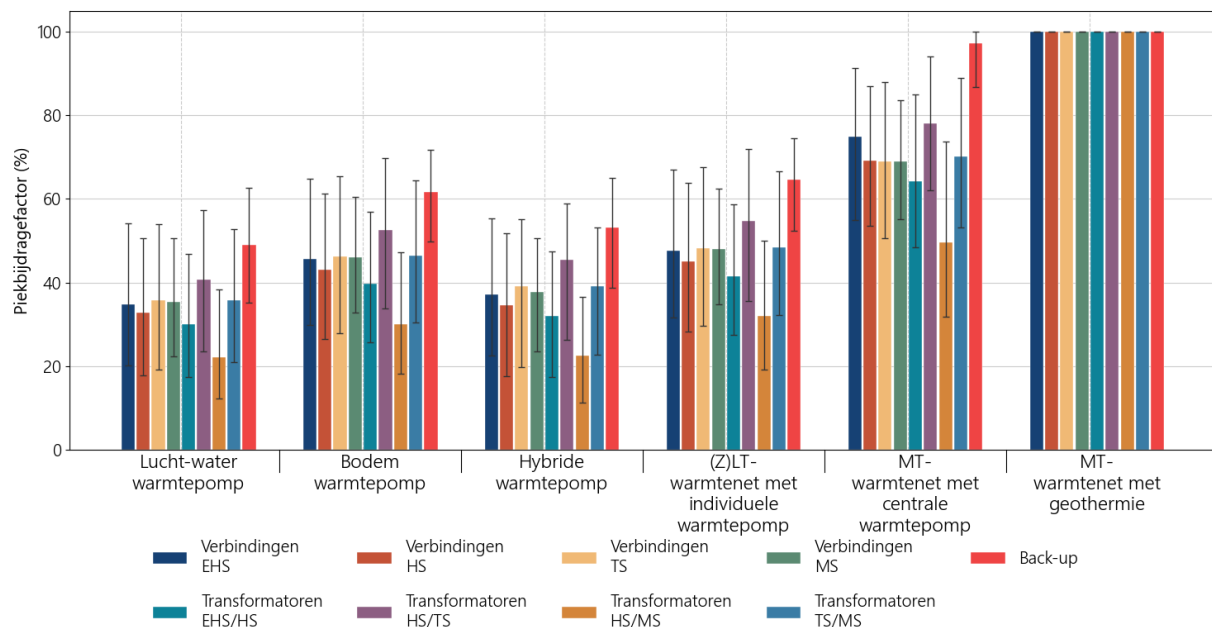 Piekbijdragefactor (%)
100
80
60
40
20
0
Lucht-water
warmtepomp
Bodem
warmtepomp
Hybride
warmtepomp
(Z)LT-
warmtenet met
individuele
warmtepomp
MT-
warmtenet met
centrale
warmtepomp
MT-
warmtenet met
geothermie
Verbindingen
EHS
Verbindingen
HS
Verbindingen
TS
Verbindingen
MS
Back-up
Transformatoren
EHS/HS
Transformatoren
HS/TS
Transformatoren
HS/MS
Transformatoren
TS/MS